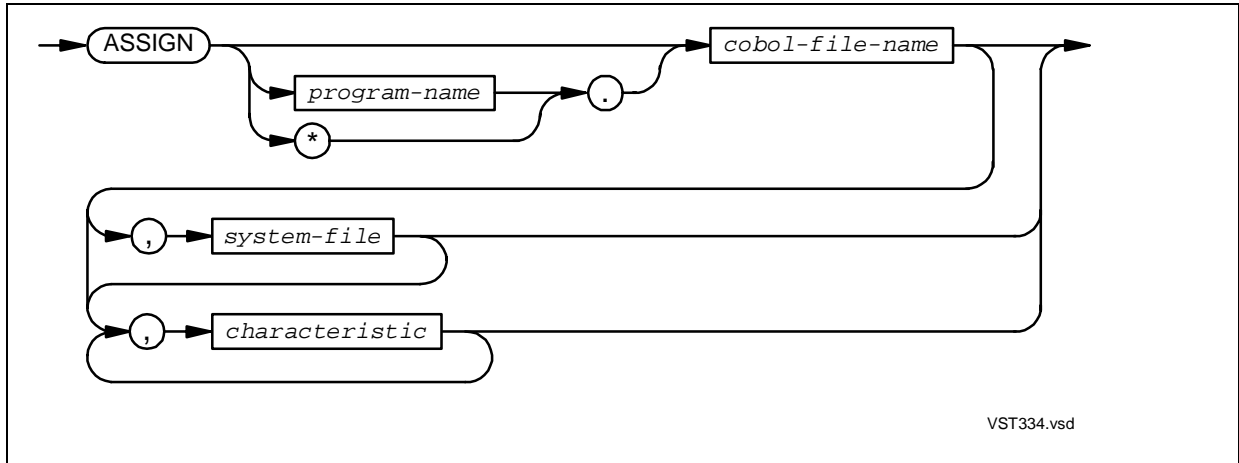 ASSIGN
cobol-file-name
program-name
.
*
, system-file
, characteristic
VST334.vsd